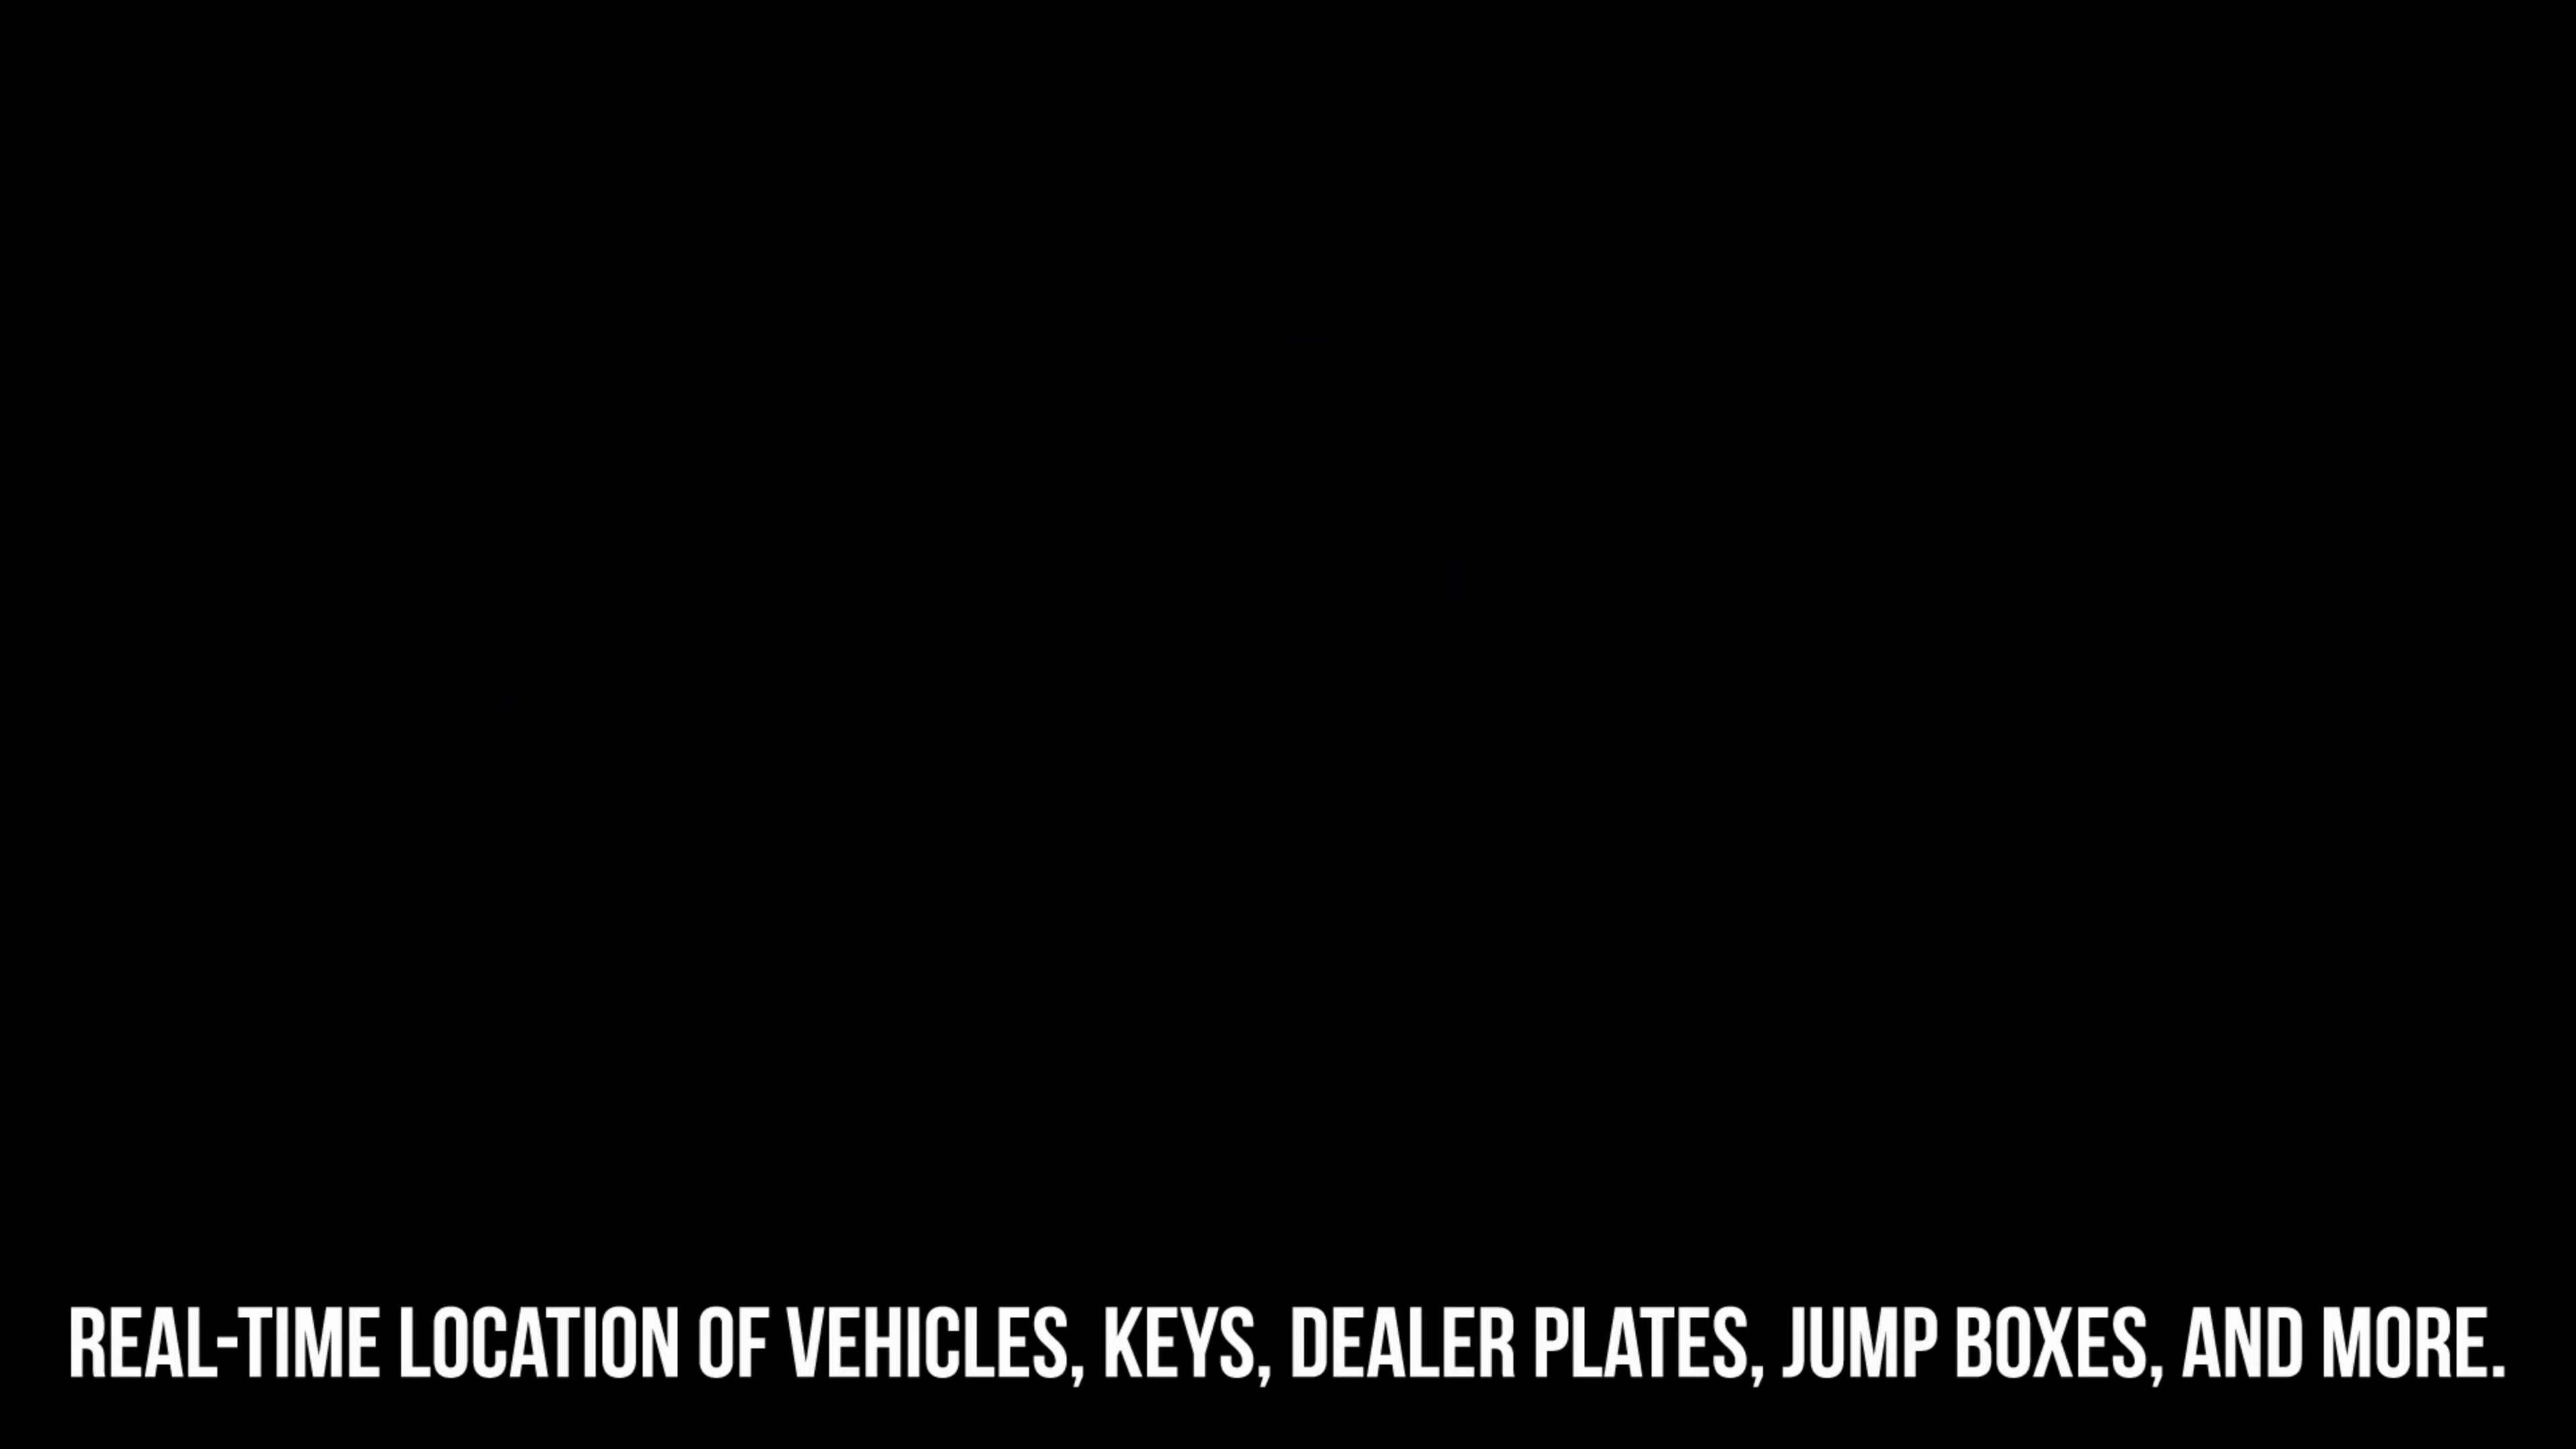 REAL-TIME LOCATION OF VEHICLES, KEYS, DEALER PLATES, JUMP BOXES, AND MORE.